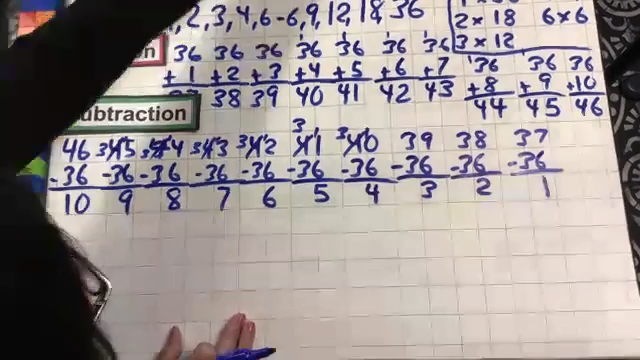 2, 3, 4, 6 - 6, 9, 12, 18, 36
2 x 18 6 x 6
3 x 12
36 36 36 36 36 36 36 36 36 36
+ 1 + 2 + 3 + 4 + 5 + 6 + 7 + 8 + 9 + 10
38 39 40 41 42 43 44 45 46
ubtraction
46 45 44 43 42 41 40 39 38 37
-36 -36 -36 -36 -36 -36 -36 -36 -36 -36
10 9 8 7 6 5 4 3 2 1